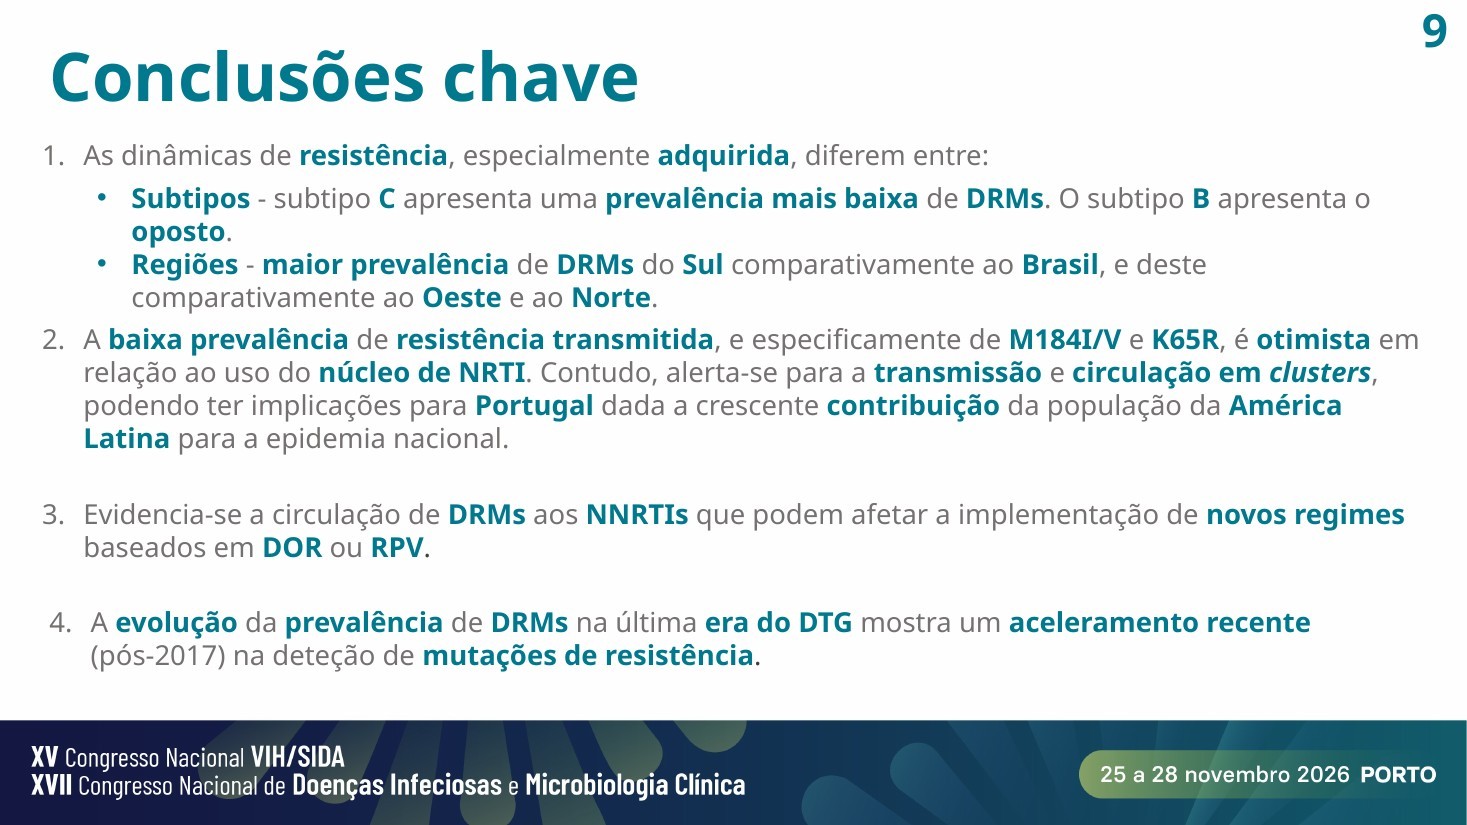 9
Conclusões chave
1. As dinâmicas de resistência, especialmente adquirida, diferem entre:
• Subtipos - subtipo C apresenta uma prevalência mais baixa de DRMs. O subtipo B apresenta o
oposto.
• Regiões - maior prevalência de DRMs do Sul comparativamente ao Brasil, e deste
comparativamente ao Oeste e ao Norte.
2. A baixa prevalência de resistência transmitida, e especificamente de M184I/V e K65R, é otimista em
relação ao uso do núcleo de NRTI. Contudo, alerta-se para a transmissão e circulação em clusters,
podendo ter implicações para Portugal dada a crescente contribuição da população da América
Latina para a epidemia nacional.
3. Evidencia-se a circulação de DRMs aos NNRTIs que podem afetar a implementação de novos regimes
baseados em DOR ou RPV.
4. A evolução da prevalência de DRMs na última era do DTG mostra um aceleramento recente
(pós-2017) na deteção de mutações de resistência.
XV Congresso Nacional VIH/SIDA
XVII Congresso Nacional de Doenças Infeciosas e Microbiologia Clínica
25 a 28 novembro 2026 PORTO